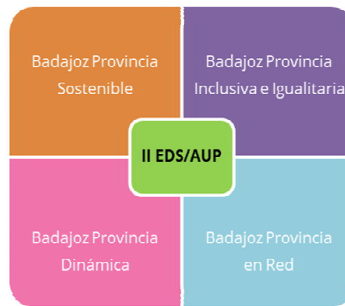 Badajoz Provincia
Sostenible
Badajoz Provincia
Inclusiva e Igualitaria
II EDS/AUP
Badajoz Provincia
Dinámica
Badajoz Provincia
en Red